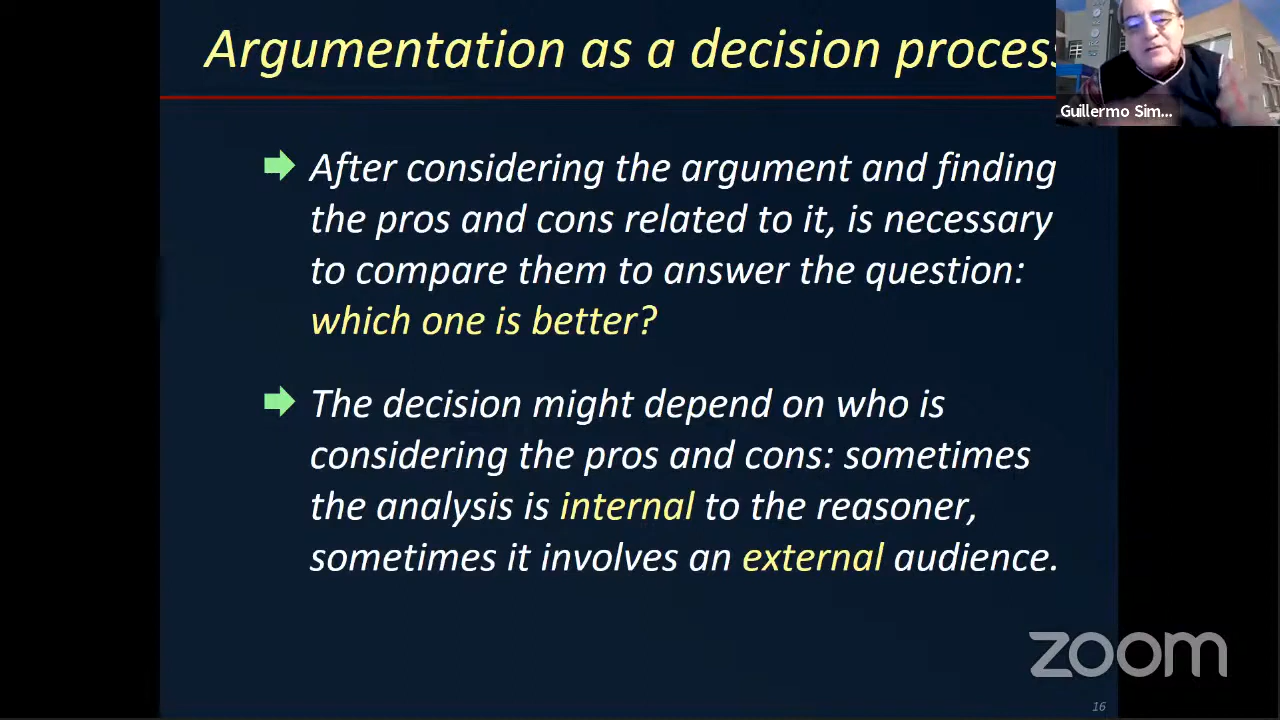 Argumentation as a decision process
Guillermo Sim...
After considering the argument and finding
the pros and cons related to it, is necessary
to compare them to answer the question:
which one is better?
The decision might depend on who is
considering the pros and cons: sometimes
the analysis is internal to the reasoner,
sometimes it involves an external audience.
zoom
16